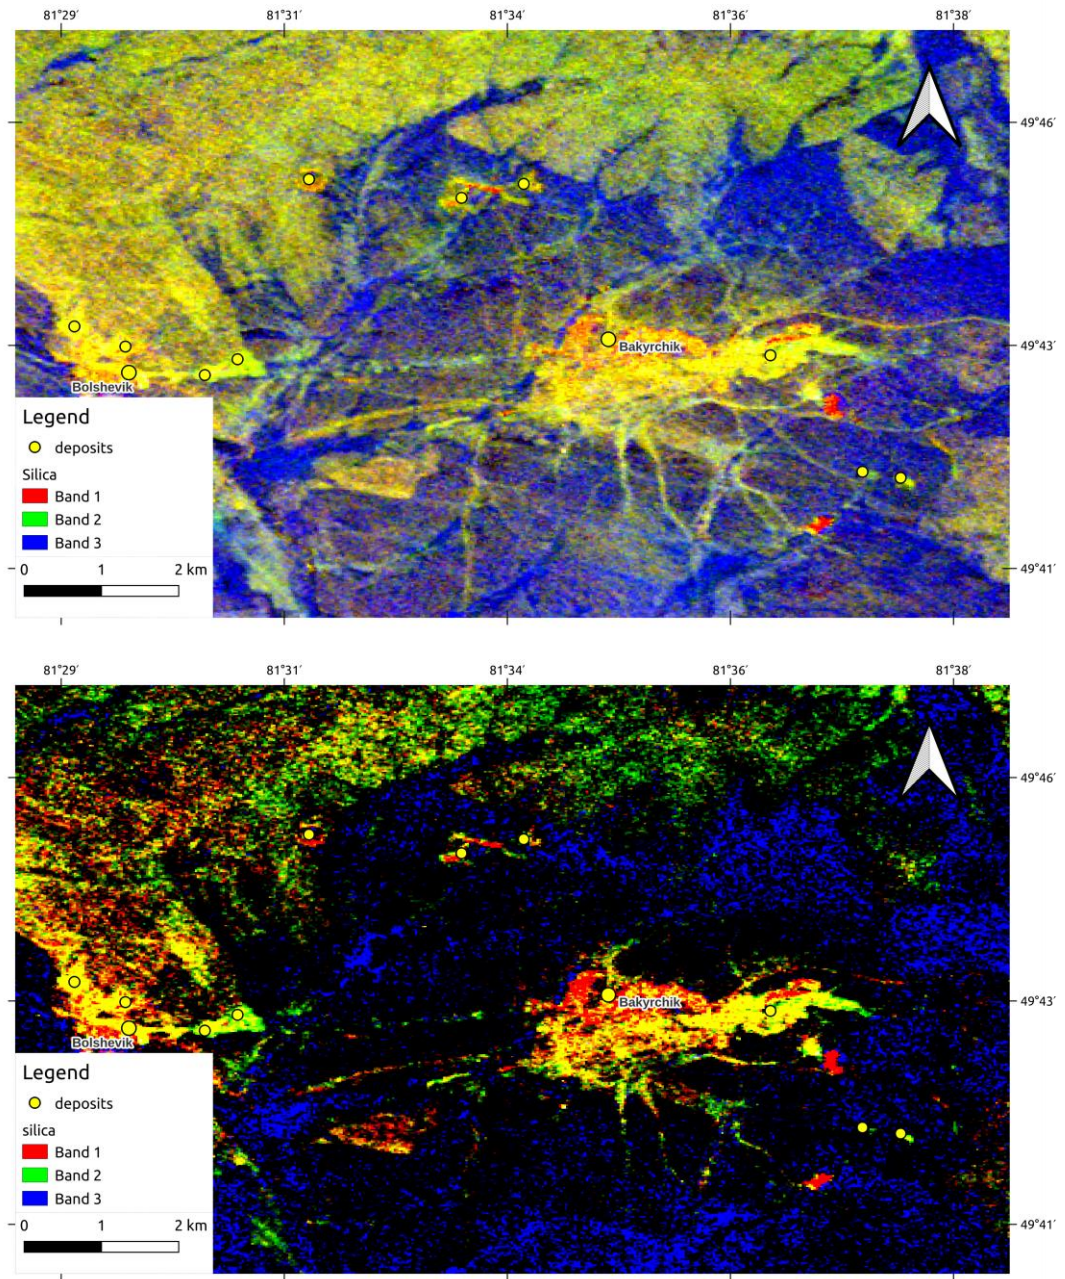 81°29′ 81°31′ 81°34′ 81°36′ 81°38′
49°46′
49°43′
Bakyrchik
Bolshevik
Legend
deposits
Silica
Band 1
Band 2
Band 3
0 1 2 km
49°41′
81°29′ 81°31′ 81°34′ 81°36′ 81°38′
49°46′
49°43′
Bakyrchik
Bolshevik
Legend
deposits
silica
Band 1
Band 2
Band 3
0 1 2 km
49°41′